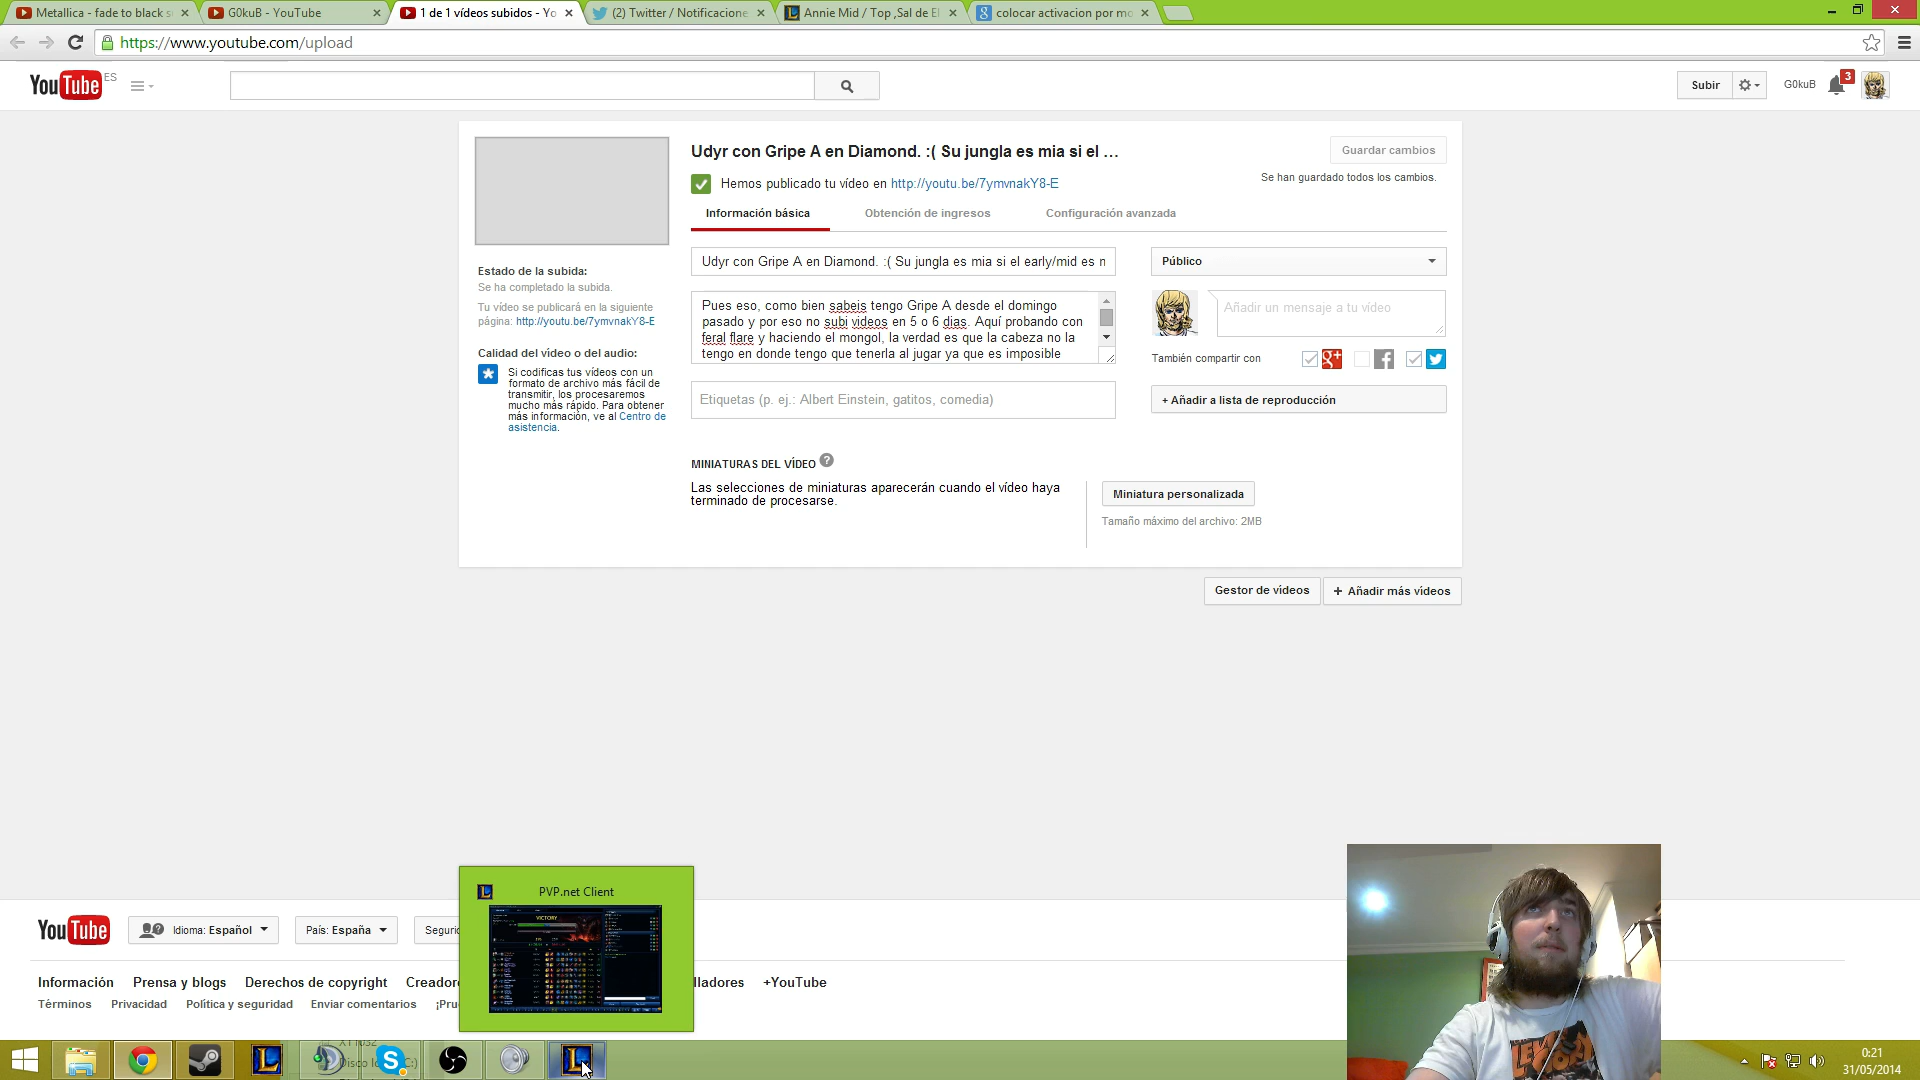 Metallica - fade to black s
G0kuB - YouTube
1 de 1 vídeos subidos - Yo
(2) Twitter / Notificacione
Annie Mid / Top ,Sal de El
colocar activacion por mo
https://www.youtube.com/upload
YouTube ES
Subir
G0kuB
3
Udyr con Gripe A en Diamond. :( Su jungla es mia si el ...
Guardar cambios
Hemos publicado tu vídeo en http://youtu.be/7ymvnakY8-E
Se han guardado todos los cambios.
Información básica
Obtención de ingresos
Configuración avanzada
Udyr con Gripe A en Diamond. :( Su jungla es mia si el early/mid es n
Público
Estado de la subida:
Se ha completado la subida.
Tu vídeo se publicará en la siguiente
página: http://youtu.be/7ymvnakY8-E
Pues eso, como bien sabeis tengo Gripe A desde el domingo
pasado y por eso no subi videos en 5 o 6 dias. Aquí probando con
feral flare y haciendo el mongol, la verdad es que la cabeza no la
tengo en donde tengo que tenerla al jugar ya que es imposible
Añadir un mensaje a tu vídeo
También compartir con
Calidad del vídeo o del audio:
Si codificas tus vídeos con un
formato de archivo más fácil de
transmitir, los procesaremos
mucho más rápido. Para obtener
más información, ve al Centro de
asistencia.
Etiquetas (p. ej.: Albert Einstein, gatitos, comedia)
+ Añadir a lista de reproducción
MINIATURAS DEL VÍDEO ?
Las selecciones de miniaturas aparecerán cuando el vídeo haya
terminado de procesarse.
Miniatura personalizada
Tamaño máximo del archivo: 2MB
Gestor de vídeos
+ Añadir más vídeos
PVP.net Client
VICTORY
YouTube
Idioma: Español
País: España
Seguric
Información
Prensa y blogs
Derechos de copyright
Creador
lladores
+YouTube
Términos
Privacidad
Política y seguridad
Enviar comentarios
¡Pru
0:21
31/05/2014